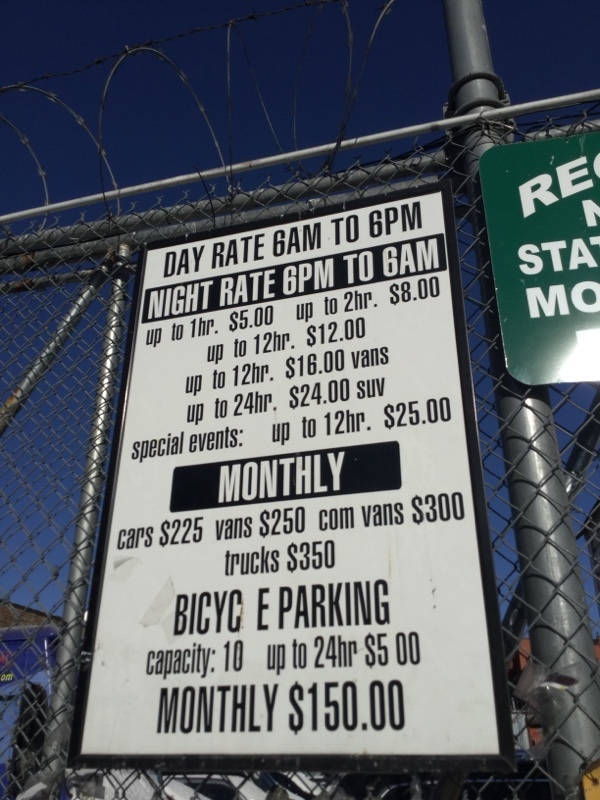 DAY RATE 6AM TO 6PM
NIGHT RATE 6PM TO 6AM
up to 1hr. $5.00 up to 2hr. $8.00
up to 12hr. $12.00
up to 12hr. $16.00 vans
up to 24hr. $24.00 suv
special events: up to 12hr. $25.00
MONTHLY
cars $225 vans $250 com vans $300
trucks $350
BICYC E PARKING
capacity: 10 up to 24hr $5 00
MONTHLY $150.00
REC
N
STAT
MO
om